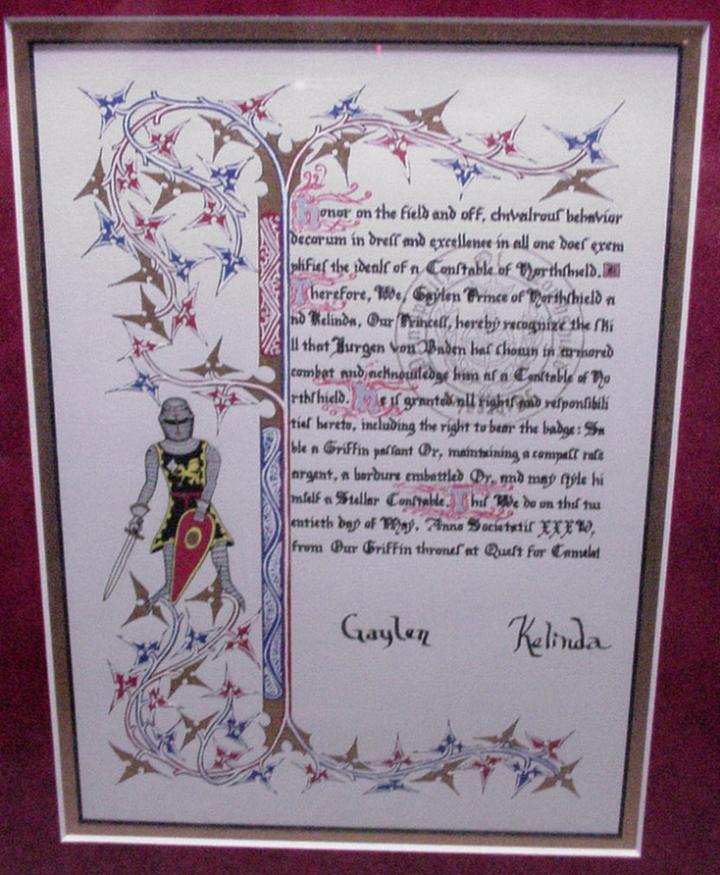 Honor on the field and off, chivalrous behavior
decorum in dreſſ and excellence in all one doeſ exem
plifieſ the idealſ of a Conſtable of Northſhield.
Therefore, We, Gaylen Prince of Northſhield a
nd Kelinda, Our Princeſſ, hereby recognize the ſki
ll that Jurgen von Baden haſ ſhown in armored
combat and acknowledge him aſ a Conſtable of No
rthſhield. He iſ granted all rightſ and reſponſibili
tieſ hereto, including the right to bear the badge: Sa
ble a Griffin paſſant Or, maintaining a compaſſ roſe
argent, a bordure embattled Or, and may ſtyle hi
mſelf a Stellar Conſtable. Thiſ We do on thiſ tw
entieth day of May, Anno Societatiſ XXXV,
from Our Griffin throneſ at Queſt for Camelot
Gaylen Kelinda